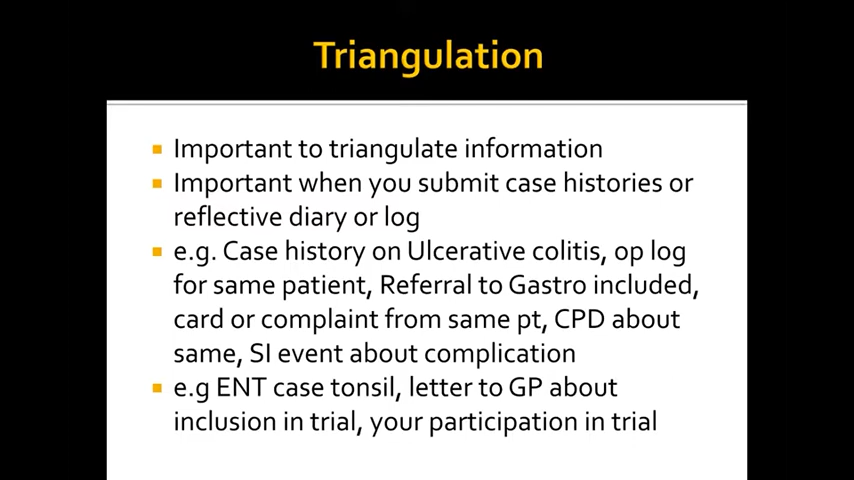 Triangulation
Important to triangulate information
Important when you submit case histories or
reflective diary or log
e.g. Case history on Ulcerative colitis, op log
for same patient, Referral to Gastro included,
card or complaint from same pt, CPD about
same, SI event about complication
e.g ENT case tonsil, letter to GP about
inclusion in trial, your participation in trial